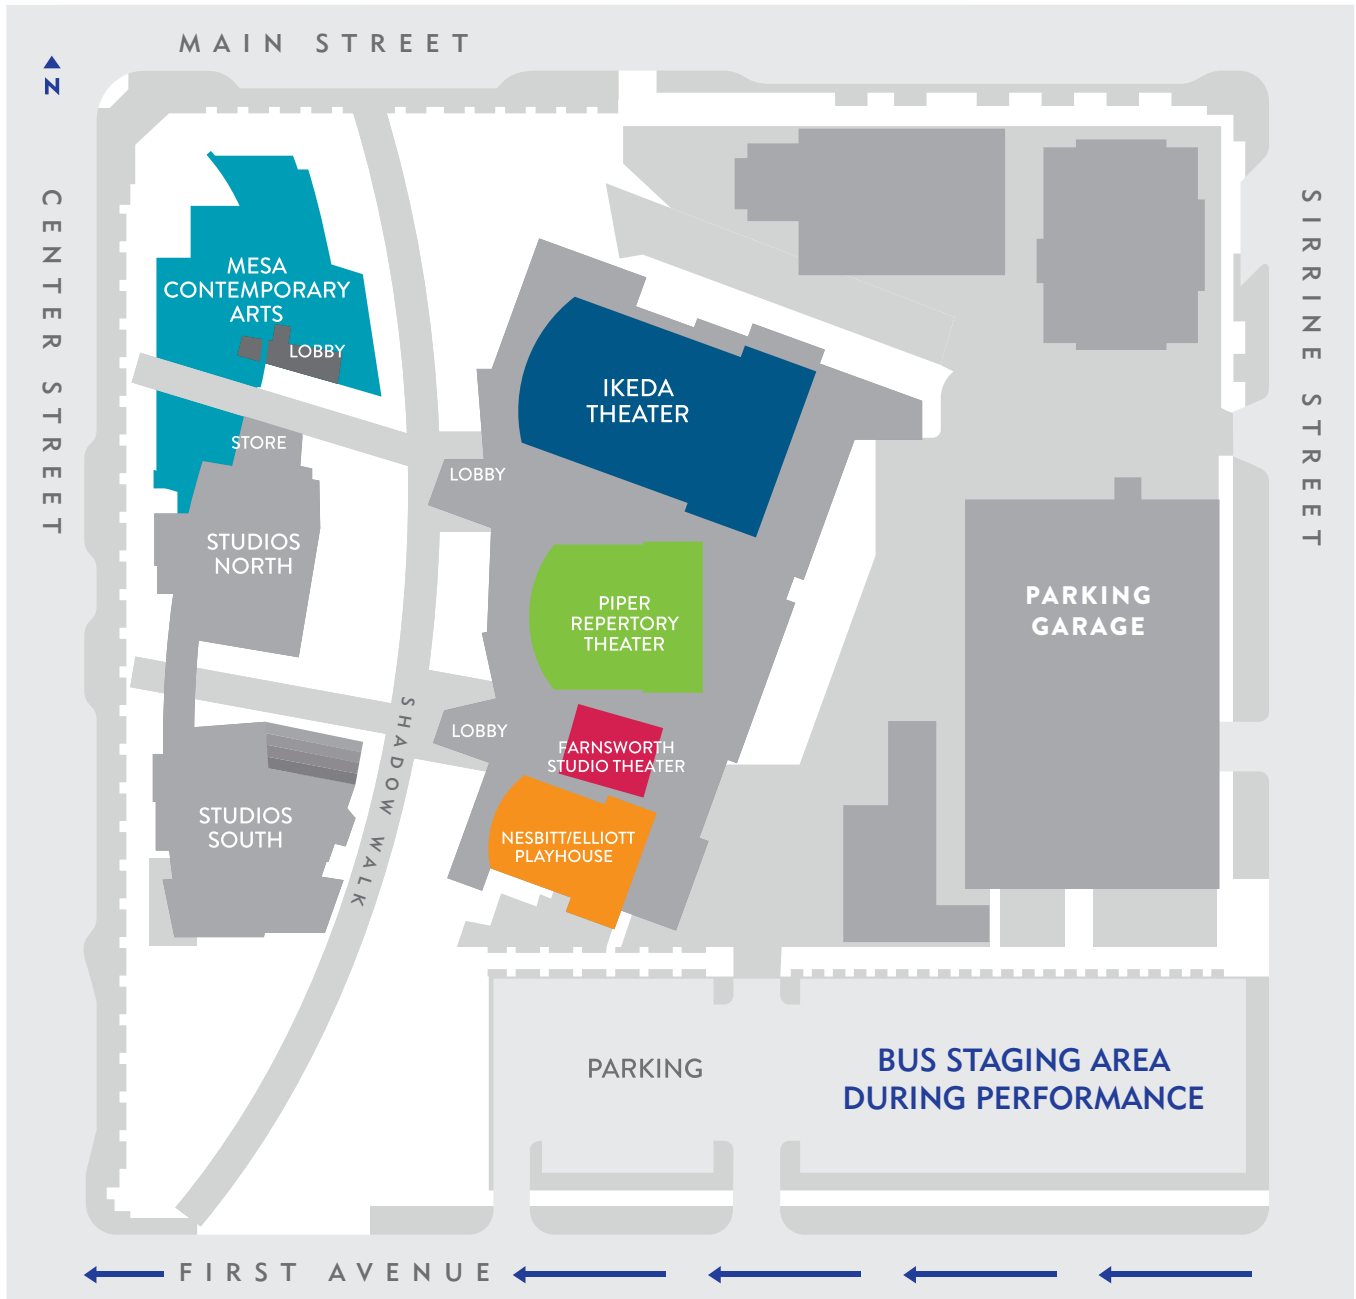 MAIN STREET
N
CENTER STREET
SIRRINE STREET
MESA
CONTEMPORARY
ARTS
LOBBY
IKEDA
THEATER
STORE
LOBBY
STUDIOS
NORTH
PIPER
REPERTORY
THEATER
PARKING
GARAGE
SHADOW WALK
LOBBY
FARNSWORTH
STUDIO THEATER
STUDIOS
SOUTH
NESBITT/ELLIOTT
PLAYHOUSE
PARKING
BUS STAGING AREA
DURING PERFORMANCE
FIRST AVENUE